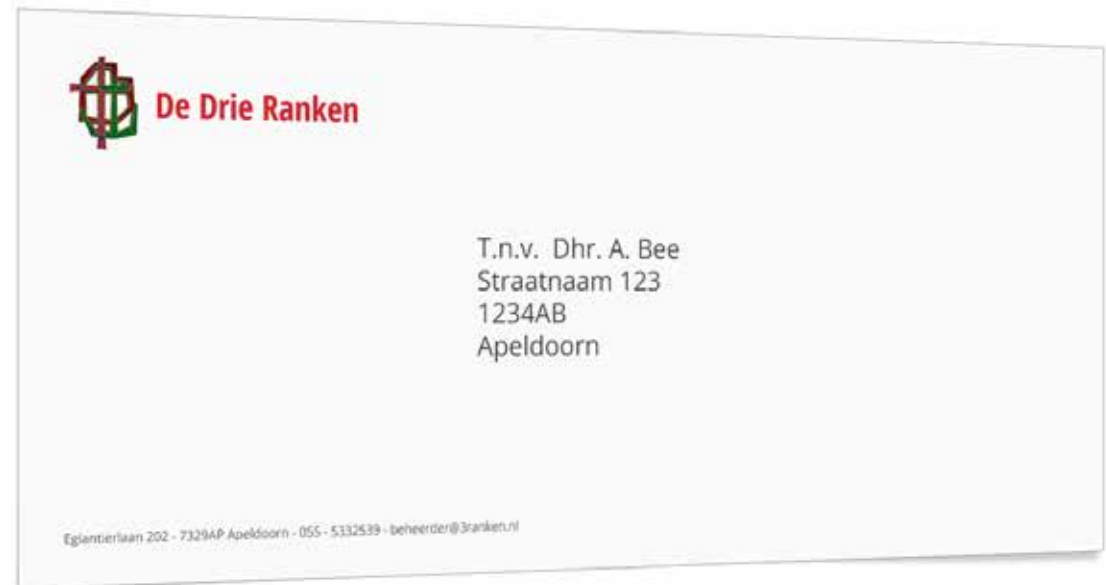 De Drie Ranken
T.n.v. Dhr. A. Bee
Straatnaam 123
1234AB
Apeldoorn
Eglantierlaan 202 - 7329AP Apeldoorn - 055 - 5332539 - beheerder@3ranken.nl